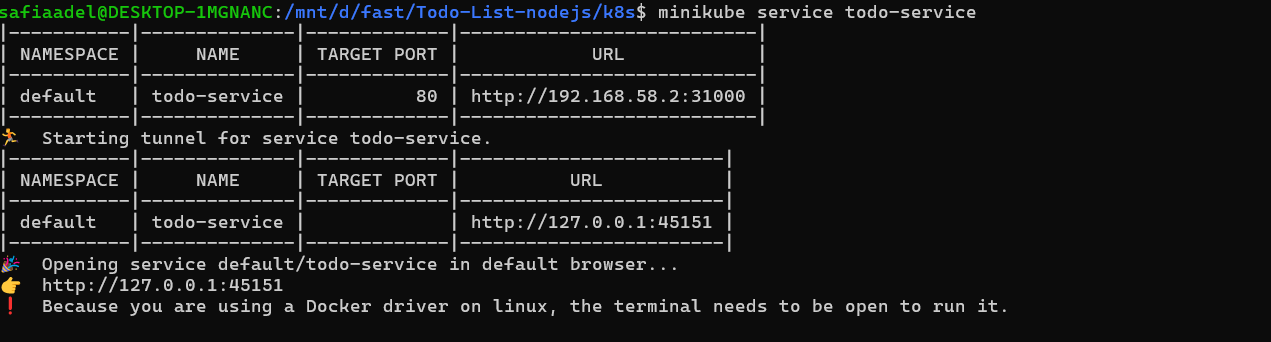 safiaadel@DESKTOP-1MGNANC:/mnt/d/fast/Todo-List-nodejs/k8s$ minikube service todo-service
|-----------|--------------|-------------|---------------------------|
| NAMESPACE |     NAME     | TARGET PORT |            URL            |
|-----------|--------------|-------------|---------------------------|
| default   | todo-service |          80 | http://192.168.58.2:31000 |
|-----------|--------------|-------------|---------------------------|
🏃  Starting tunnel for service todo-service.
|-----------|--------------|-------------|------------------------|
| NAMESPACE |     NAME     | TARGET PORT |          URL           |
|-----------|--------------|-------------|------------------------|
| default   | todo-service |             | http://127.0.0.1:45151 |
|-----------|--------------|-------------|------------------------|
🎉  Opening service default/todo-service in default browser...
👉  http://127.0.0.1:45151
❗  Because you are using a Docker driver on linux, the terminal needs to be open to run it.